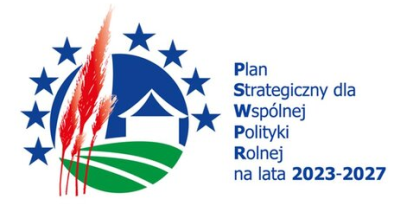 Plan
Strategiczny dla
Wspólnej
Polityki
Rolnej
na lata 2023-2027